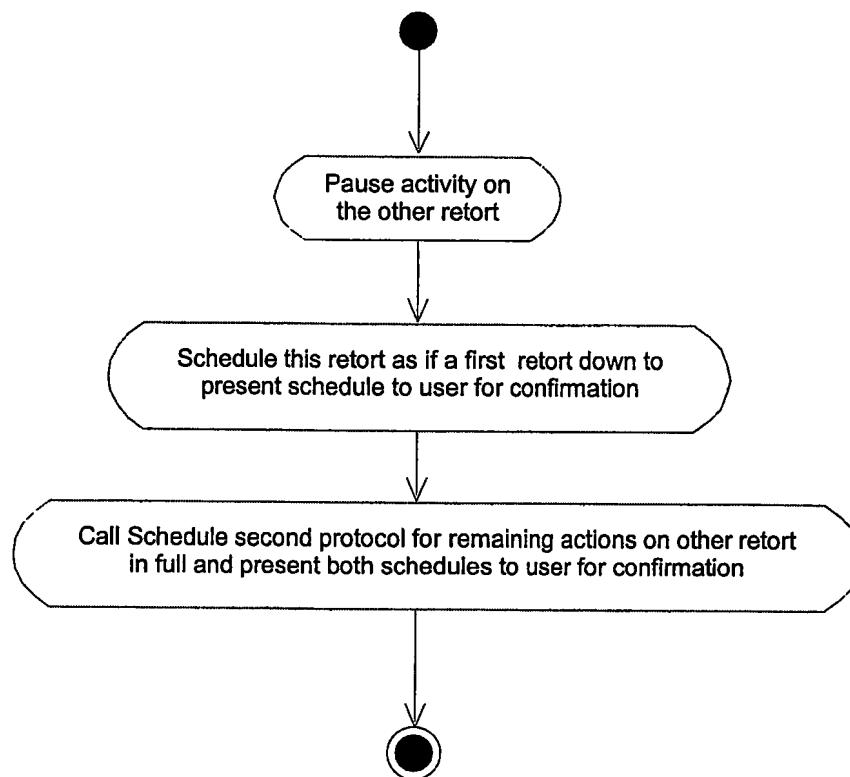 Pause activity on
the other retort
Schedule this retort as if a first retort down to
present schedule to user for confirmation
Call Schedule second protocol for remaining actions on other retort
in full and present both schedules to user for confirmation